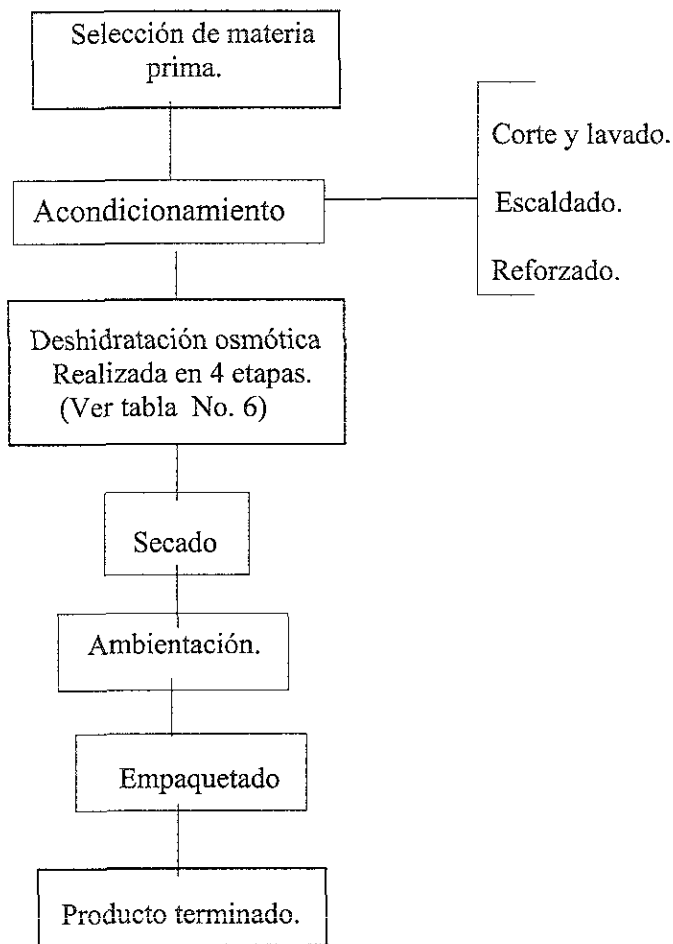 Selección de materia
prima.
Acondicionamiento
Corte y lavado.
Escaldado.
Reforzado.
Deshidratación osmótica
Realizada en 4 etapas.
(Ver tabla No. 6)
Secado
Ambientación.
Empaquetado
Producto terminado.